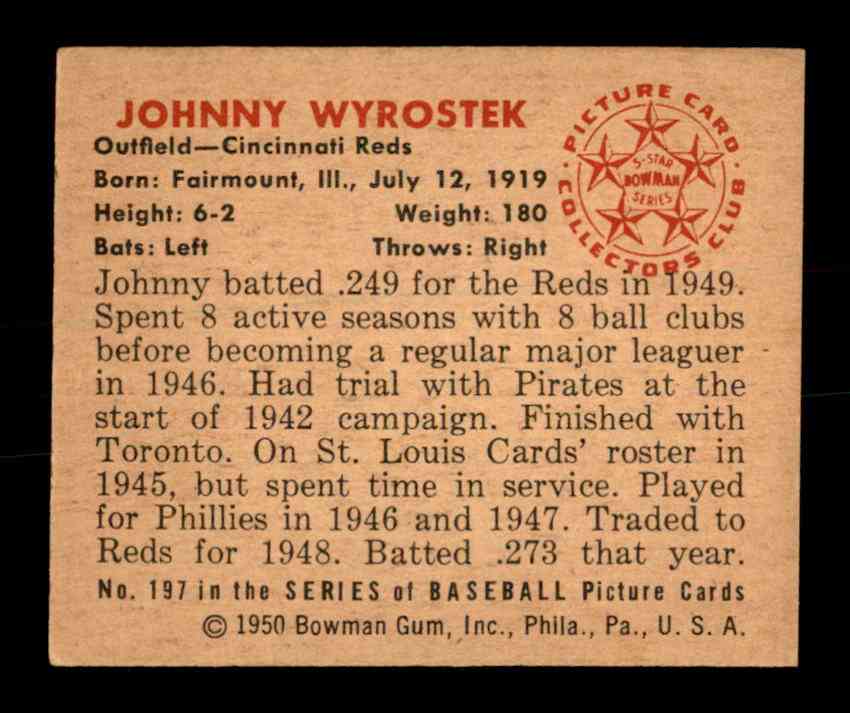 JOHNNY WYROSTEK
Outfield—Cincinnati Reds
Born: Fairmount, Ill., July 12, 1919
Height: 6-2 Weight: 180
Bats: Left Throws: Right
PICTURE CARD
COLLECTORS CLUB
5-STAR
BOWMAN
SERIES
Johnny batted .249 for the Reds in 1949.
Spent 8 active seasons with 8 ball clubs
before becoming a regular major leaguer
in 1946. Had trial with Pirates at the
start of 1942 campaign. Finished with
Toronto. On St. Louis Cards' roster in
1945, but spent time in service. Played
for Phillies in 1946 and 1947. Traded to
Reds for 1948. Batted .273 that year.
No. 197 in the SERIES of BASEBALL Picture Cards
© 1950 Bowman Gum, Inc., Phila., Pa., U. S. A.